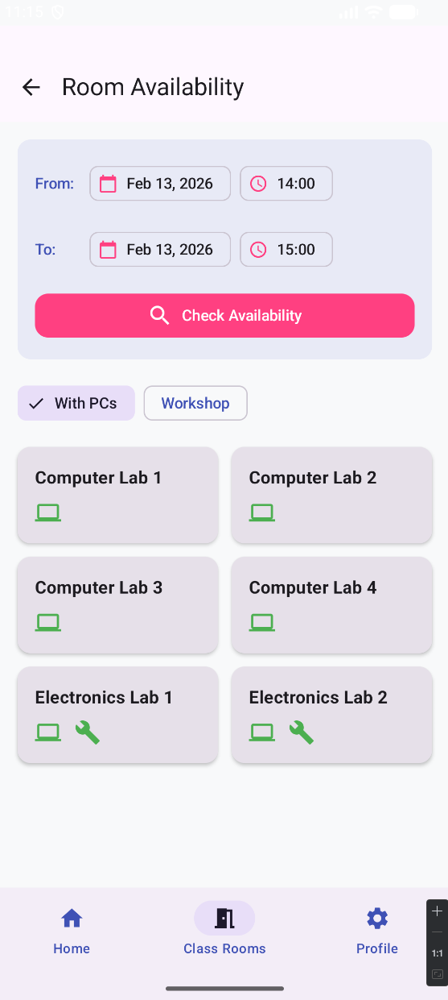 11:15
Room Availability
From: Feb 13, 2026 14:00
To: Feb 13, 2026 15:00
Check Availability
With PCs Workshop
Computer Lab 1 Computer Lab 2
Computer Lab 3 Computer Lab 4
Electronics Lab 1 Electronics Lab 2
Home Class Rooms Profile
1:1